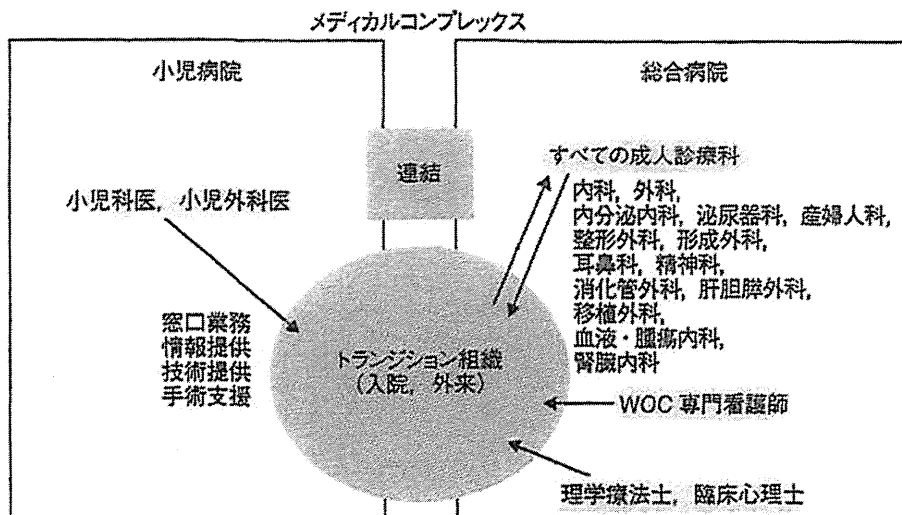 メディカルコンプレックス
小児病院
総合病院
連結
すべての成人診療科
小児科医，小児外科医
内科，外科，
内分泌内科，泌尿器科，産婦人科，
整形外科，形成外科，
耳鼻科，精神科，
消化管外科，肝胆膵外科，
移植外科，
血液・腫瘍内科，
腎臓内科
窓口業務
情報提供
技術提供
手術支援
トランジション組織
（入院，外来）
WOC 専門看護師
理学療法士，臨床心理士